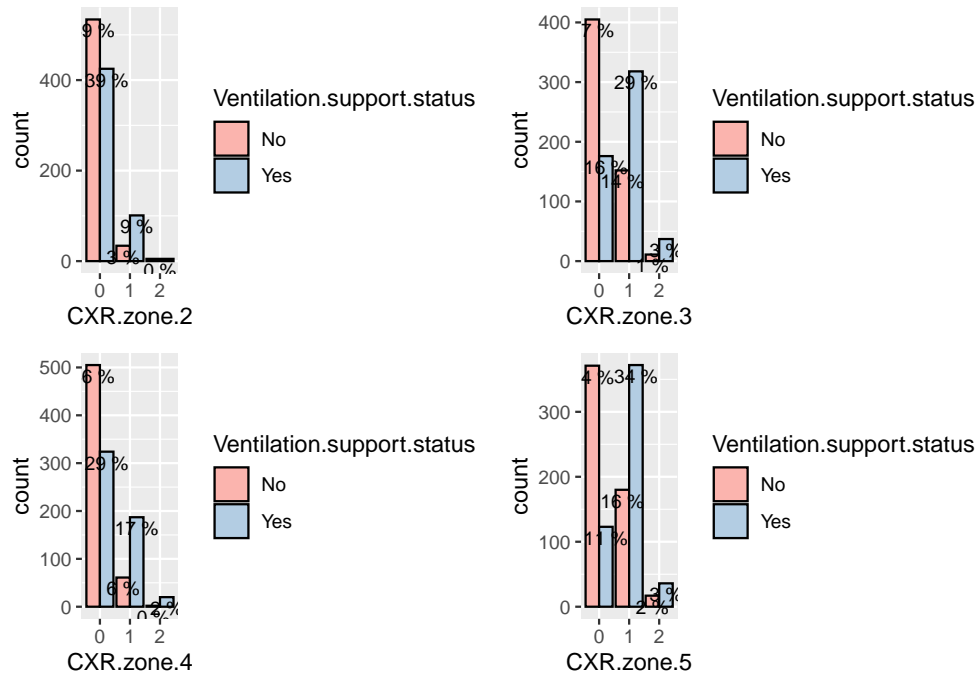 9 %
400
39 %
200
9 %
3 %
0
0 %
0 1 2
count
CXR.zone.2
Ventilation.support.status
No
Yes
400
7 %
300
29 %
200
16 %
14 %
100
3 %
0
1 %
0 1 2
count
CXR.zone.3
Ventilation.support.status
No
Yes
500
6 %
400
300
29 %
200
17 %
100
6 %
0
2 %
0 1 2
count
CXR.zone.4
Ventilation.support.status
No
Yes
4 %
34 %
300
200
16 %
100
11 %
3 %
0
2 %
0 1 2
count
CXR.zone.5
Ventilation.support.status
No
Yes